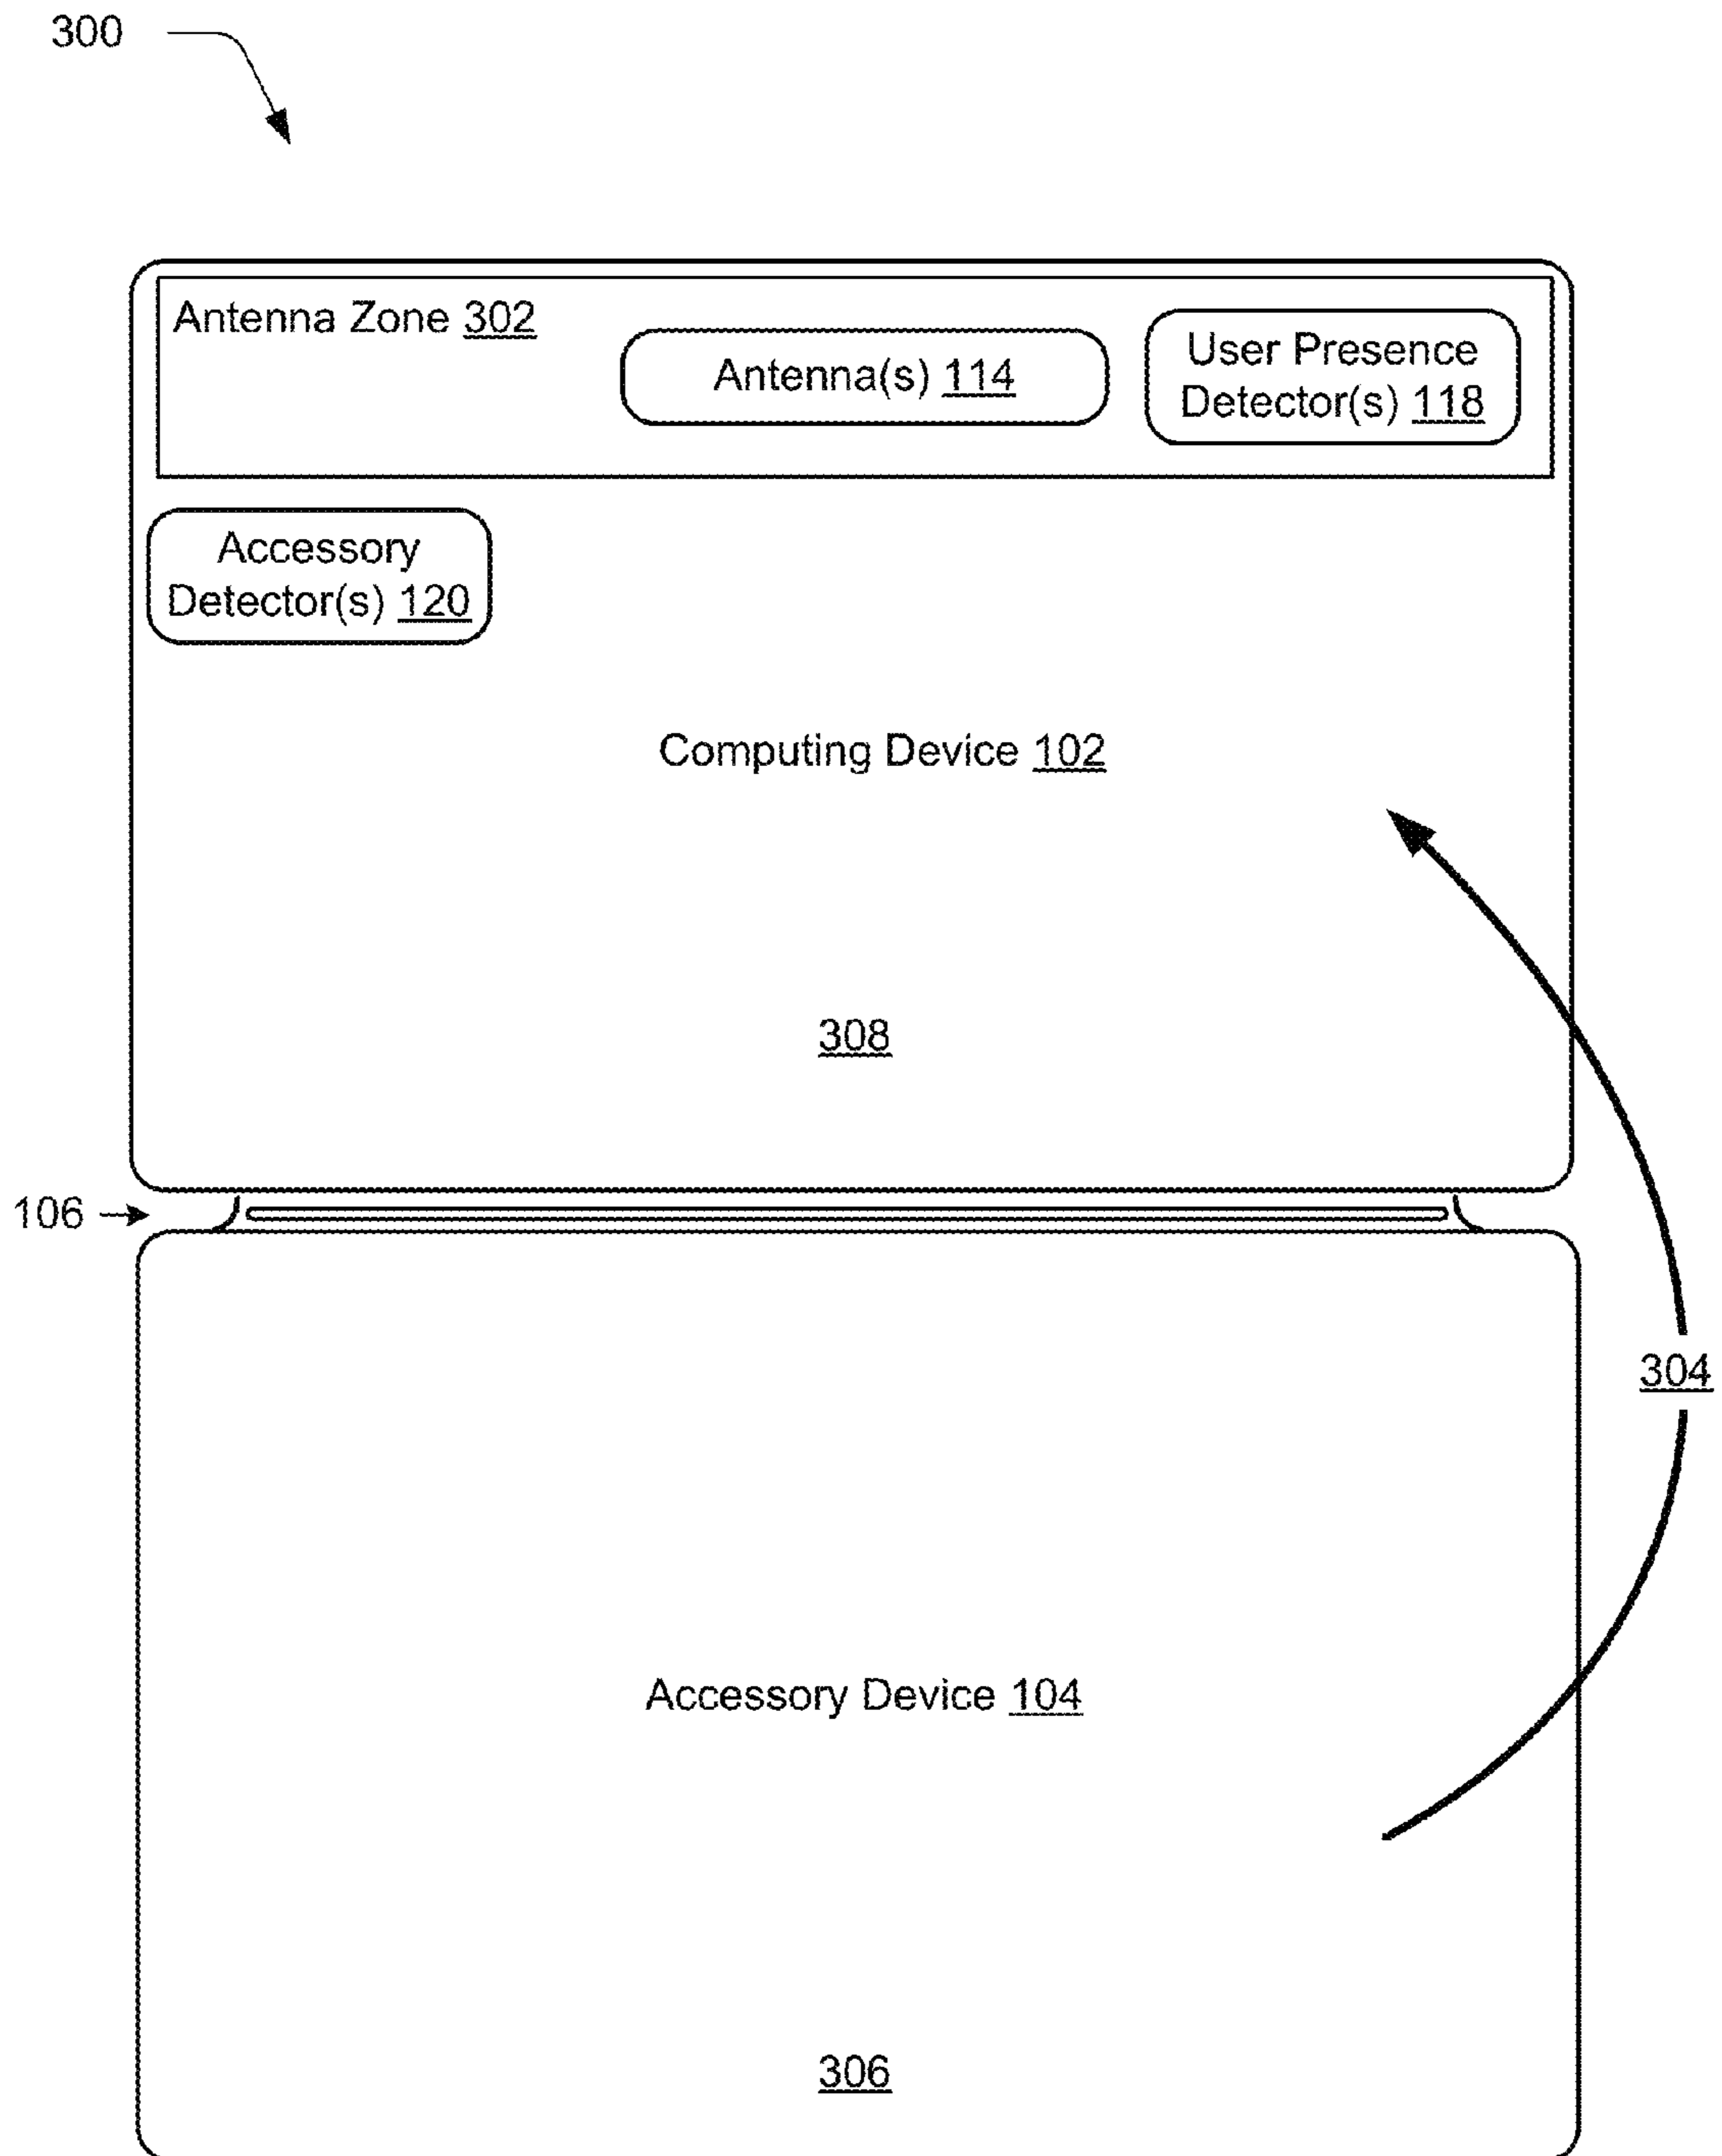 300
Antenna Zone 302
Antenna(s) 114
User Presence
Detector(s) 118
Accessory
Detector(s) 120
Computing Device 102
308
106
304
Accessory Device 104
306